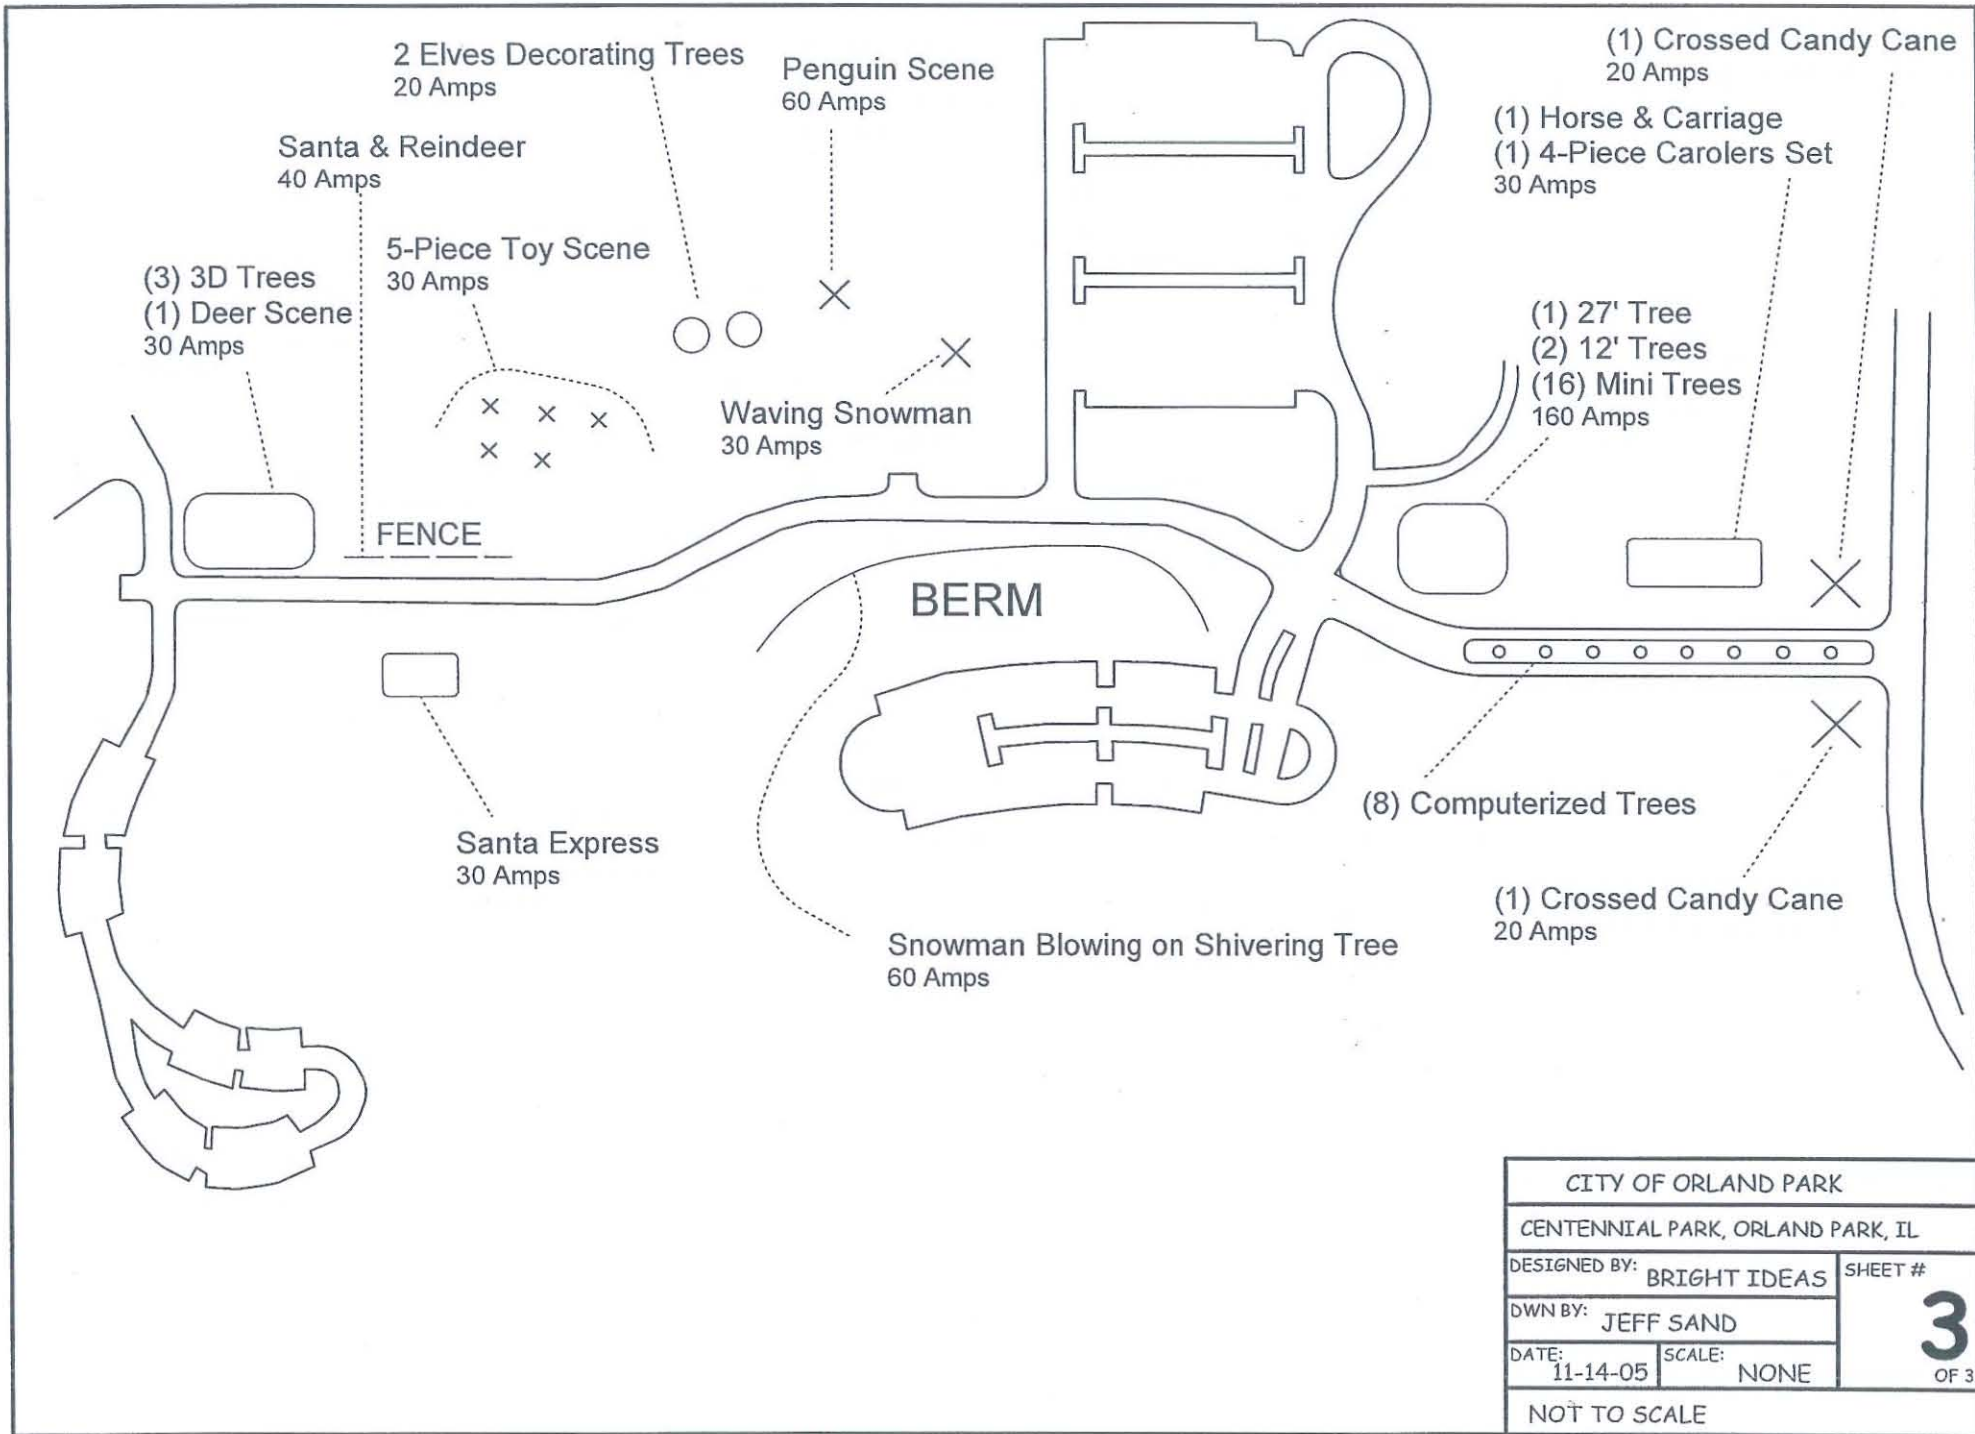 2 Elves Decorating Trees
20 Amps
Penguin Scene
60 Amps
(1) Crossed Candy Cane
20 Amps
(1) Horse & Carriage
(1) 4-Piece Carolers Set
30 Amps
Santa & Reindeer
40 Amps
5-Piece Toy Scene
30 Amps
(3) 3D Trees
(1) Deer Scene
30 Amps
(1) 27' Tree
(2) 12' Trees
(16) Mini Trees
160 Amps
Waving Snowman
30 Amps
FENCE
BERM
(8) Computerized Trees
Santa Express
30 Amps
(1) Crossed Candy Cane
20 Amps
Snowman Blowing on Shivering Tree
60 Amps
CITY OF ORLAND PARK
CENTENNIAL PARK, ORLAND PARK, IL
DESIGNED BY: BRIGHT IDEAS
SHEET #
3
OF 3
DWN BY: JEFF SAND
DATE: 11-14-05
SCALE: NONE
NOT TO SCALE